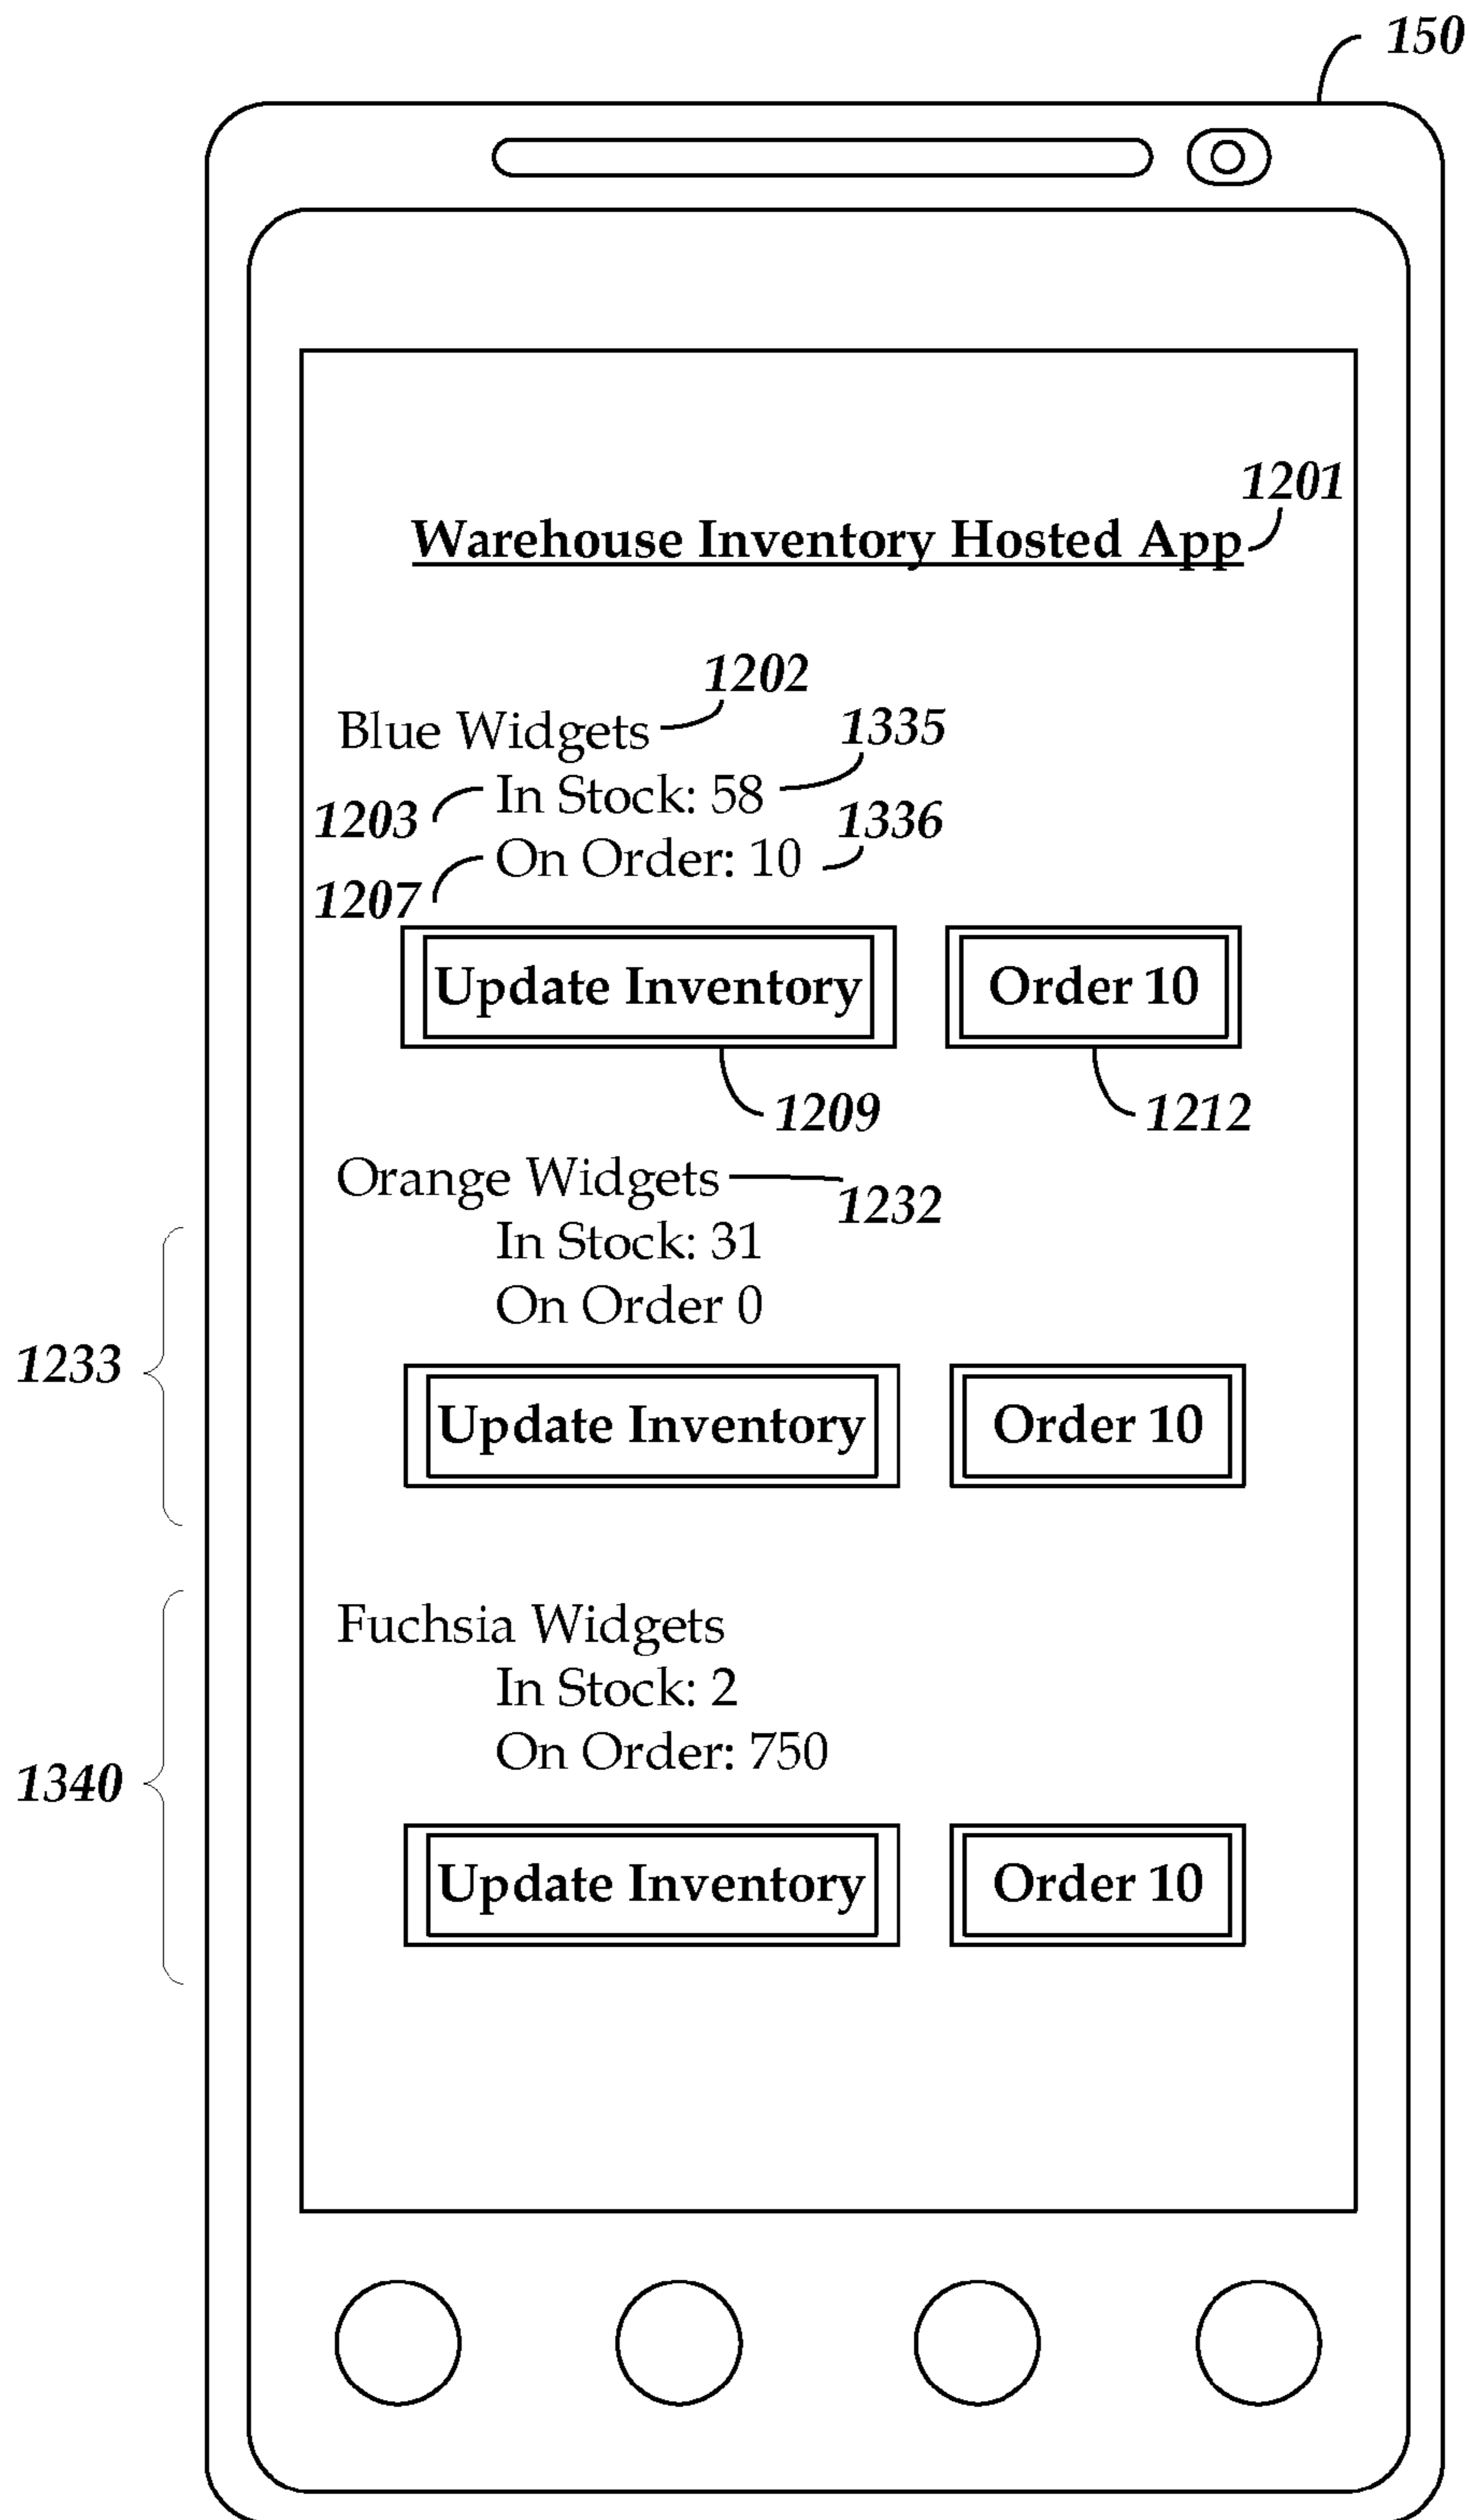 150
1201
Warehouse Inventory Hosted App
1202
Blue Widgets
1335
In Stock: 58
1203
1336
On Order: 10
1207
Update Inventory
Order 10
1209
1212
Orange Widgets
1232
In Stock: 31
On Order 0
1233
Update Inventory
Order 10
Fuchsia Widgets
In Stock: 2
On Order: 750
1340
Update Inventory
Order 10